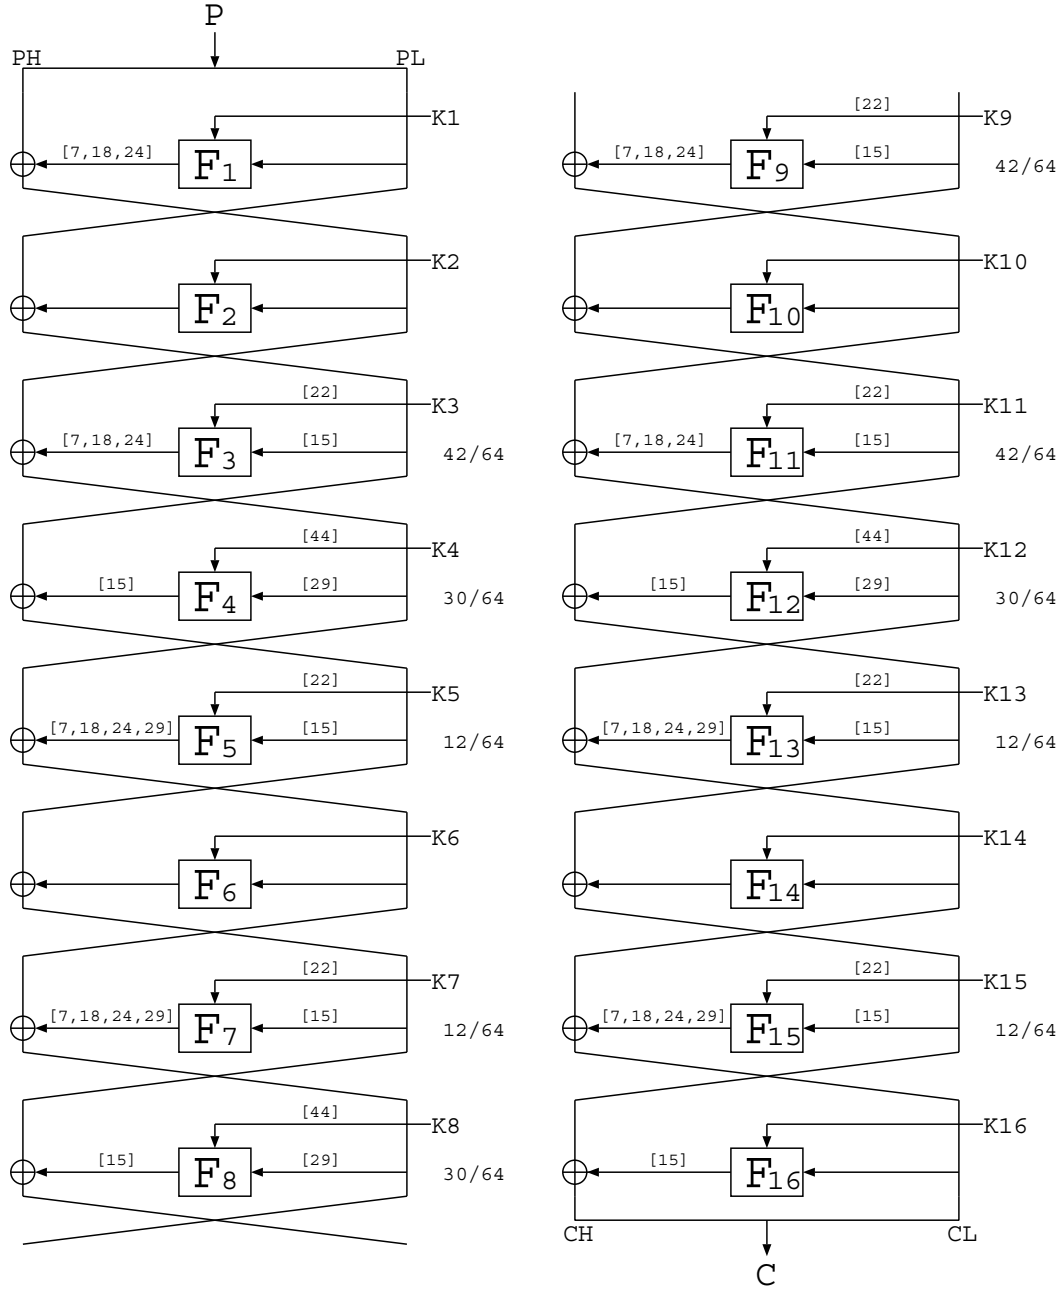 P
PH PL
K1
[7,18,24] F1
K2
F2
[22] K3
[7,18,24] F3 [15] 42/64
[44] K4
[15] F4 [29] 30/64
[22] K5
[7,18,24,29] F5 [15] 12/64
K6
F6
[22] K7
[7,18,24,29] F7 [15] 12/64
[44] K8
[15] F8 [29] 30/64
[22] K9
[7,18,24] F9 [15] 42/64
K10
F10
[22] K11
[7,18,24] F11 [15] 42/64
[44] K12
[15] F12 [29] 30/64
[22] K13
[7,18,24,29] F13 [15] 12/64
K14
F14
[22] K15
[7,18,24,29] F15 [15] 12/64
K16
[15] F16
CH CL
C